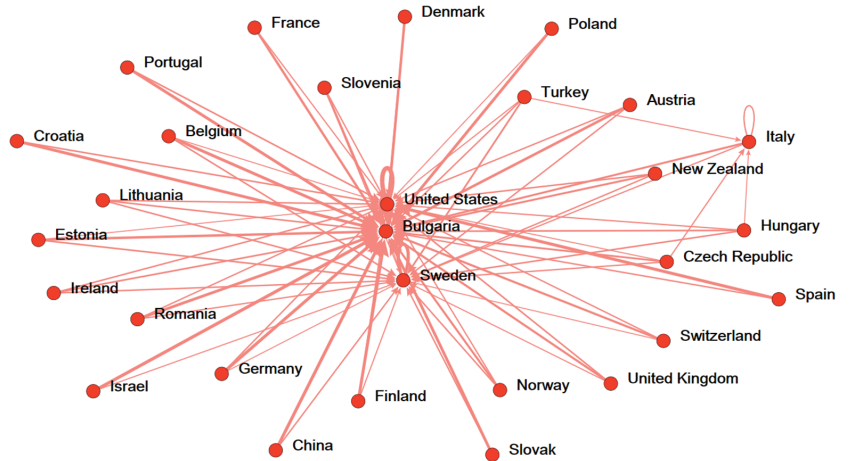 Denmark
France
Poland
Portugal
Slovenia
Turkey
Austria
Croatia
Belgium
Italy
New Zealand
Lithuania
United States
Bulgaria
Hungary
Estonia
Czech Republic
Sweden
Ireland
Spain
Romania
Switzerland
Germany
United Kingdom
Israel
Norway
Finland
China
Slovak